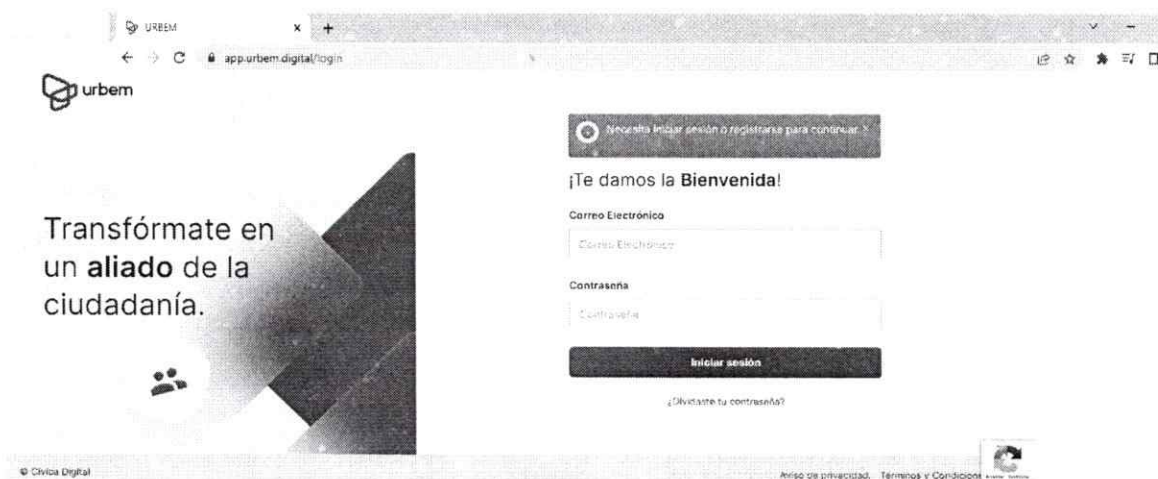 URBEM
app.urbem.digital/login
urbem
Necesita iniciar sesión o registrarse para continuar.
¡Te damos la Bienvenida!
Correo Electrónico
Correo Electrónico
Contraseña
Contraseña
Iniciar sesión
¿Olvidaste tu contraseña?
Transfórmate en
un aliado de la
ciudadanía.
© Cívica Digital
Aviso de privacidad. Términos y Condicion